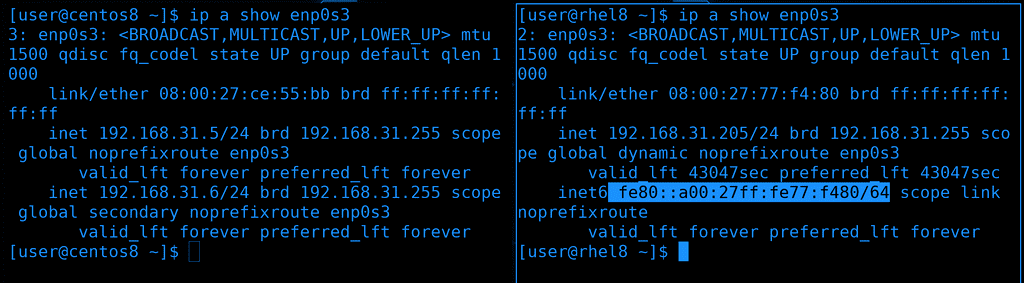 [user@centos8 ~]$ ip a show enp0s3
3: enp0s3: <BROADCAST,MULTICAST,UP,LOWER_UP> mtu
1500 qdisc fq_codel state UP group default qlen 1
000
    link/ether 08:00:27:ce:55:bb brd ff:ff:ff:ff:
ff:ff
    inet 192.168.31.5/24 brd 192.168.31.255 scope
 global noprefixroute enp0s3
       valid_lft forever preferred_lft forever
    inet 192.168.31.6/24 brd 192.168.31.255 scope
 global secondary noprefixroute enp0s3
       valid_lft forever preferred_lft forever
[user@centos8 ~]$
[user@rhel8 ~]$ ip a show enp0s3
2: enp0s3: <BROADCAST,MULTICAST,UP,LOWER_UP> mtu
1500 qdisc fq_codel state UP group default qlen 1
000
    link/ether 08:00:27:77:f4:80 brd ff:ff:ff:ff:
ff:ff
    inet 192.168.31.205/24 brd 192.168.31.255 sco
pe global dynamic noprefixroute enp0s3
       valid_lft 43047sec preferred_lft 43047sec
    inet6 fe80::a00:27ff:fe77:f480/64 scope link
noprefixroute
       valid_lft forever preferred_lft forever
[user@rhel8 ~]$